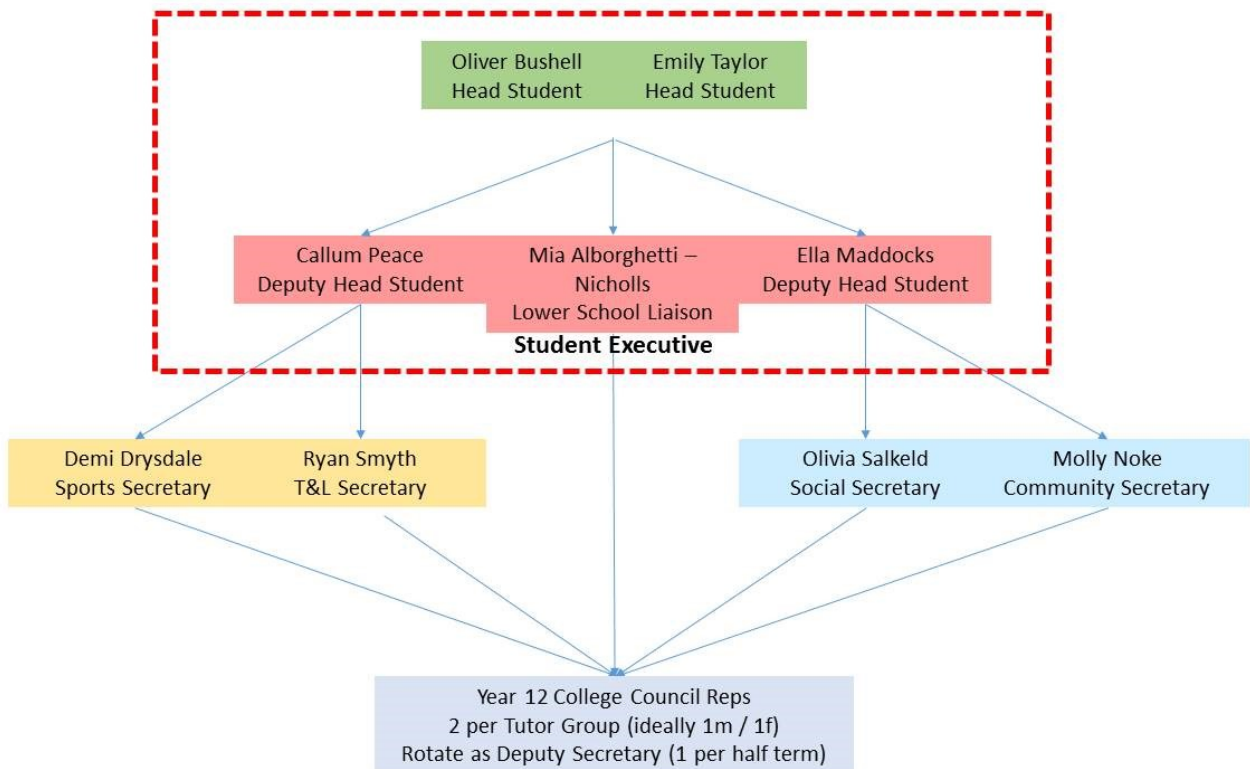 Oliver Bushell
Head Student
Emily Taylor
Head Student
Callum Peace
Deputy Head Student
Mia Alborghetti –
Nicholls
Lower School Liaison
Ella Maddocks
Deputy Head Student
Student Executive
Demi Drysdale
Sports Secretary
Ryan Smyth
T&L Secretary
Olivia Salkeld
Social Secretary
Molly Noke
Community Secretary
Year 12 College Council Reps
2 per Tutor Group (ideally 1m / 1f)
Rotate as Deputy Secretary (1 per half term)